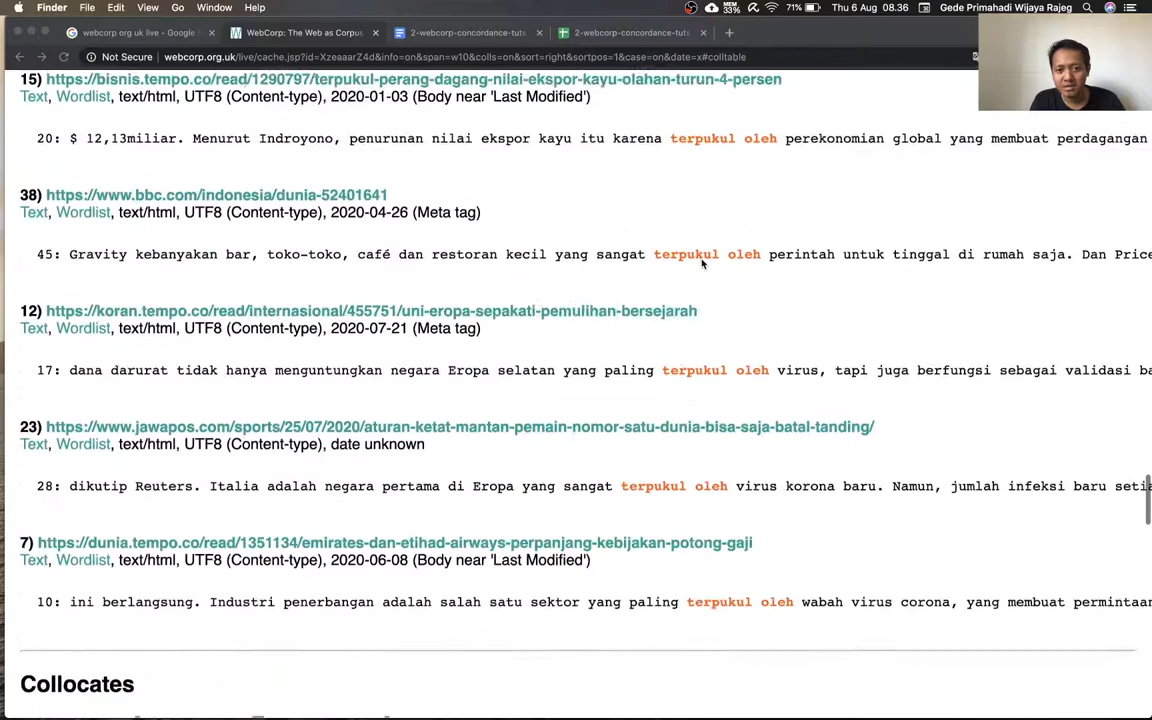 Finder File Edit View Go Window Help MEM 33% 71% Thu 6 Aug 08.36 Gede Primahadi Wijaya Rajeg
webcorp org uk live - Google S × WebCorp: The Web as Corpus × 2-webcorp-concordance-tuts × 2-webcorp-concordance-tuts × +
Not Secure webcorp.org.uk/live/cache.jsp?id=XzeaaarZ4d&info=on&span=w10&colls=on&sort=right&sortpos=1&case=on&date=x#colltable
15) https://bisnis.tempo.co/read/1290797/terpukul-perang-dagang-nilai-ekspor-kayu-olahan-turun-4-persen
Text, Wordlist, text/html, UTF8 (Content-type), 2020-01-03 (Body near 'Last Modified')
20: $ 12,13miliar. Menurut Indroyono, penurunan nilai ekspor kayu itu karena terpukul oleh perekonomian global yang membuat perdagangan
38) https://www.bbc.com/indonesia/dunia-52401641
Text, Wordlist, text/html, UTF8 (Content-type), 2020-04-26 (Meta tag)
45: Gravity kebanyakan bar, toko-toko, café dan restoran kecil yang sangat terpukul oleh perintah untuk tinggal di rumah saja. Dan Price
12) https://koran.tempo.co/read/internasional/455751/uni-eropa-sepakati-pemulihan-bersejarah
Text, Wordlist, text/html, UTF8 (Content-type), 2020-07-21 (Meta tag)
17: dana darurat tidak hanya menguntungkan negara Eropa selatan yang paling terpukul oleh virus, tapi juga berfungsi sebagai validasi ba
23) https://www.jawapos.com/sports/25/07/2020/aturan-ketat-mantan-pemain-nomor-satu-dunia-bisa-saja-batal-tanding/
Text, Wordlist, text/html, UTF8 (Content-type), date unknown
28: dikutip Reuters. Italia adalah negara pertama di Eropa yang sangat terpukul oleh virus korona baru. Namun, jumlah infeksi baru setia
7) https://dunia.tempo.co/read/1351134/emirates-dan-etihad-airways-perpanjang-kebijakan-potong-gaji
Text, Wordlist, text/html, UTF8 (Content-type), 2020-06-08 (Body near 'Last Modified')
10: ini berlangsung. Industri penerbangan adalah salah satu sektor yang paling terpukul oleh wabah virus corona, yang membuat permintaan
Collocates